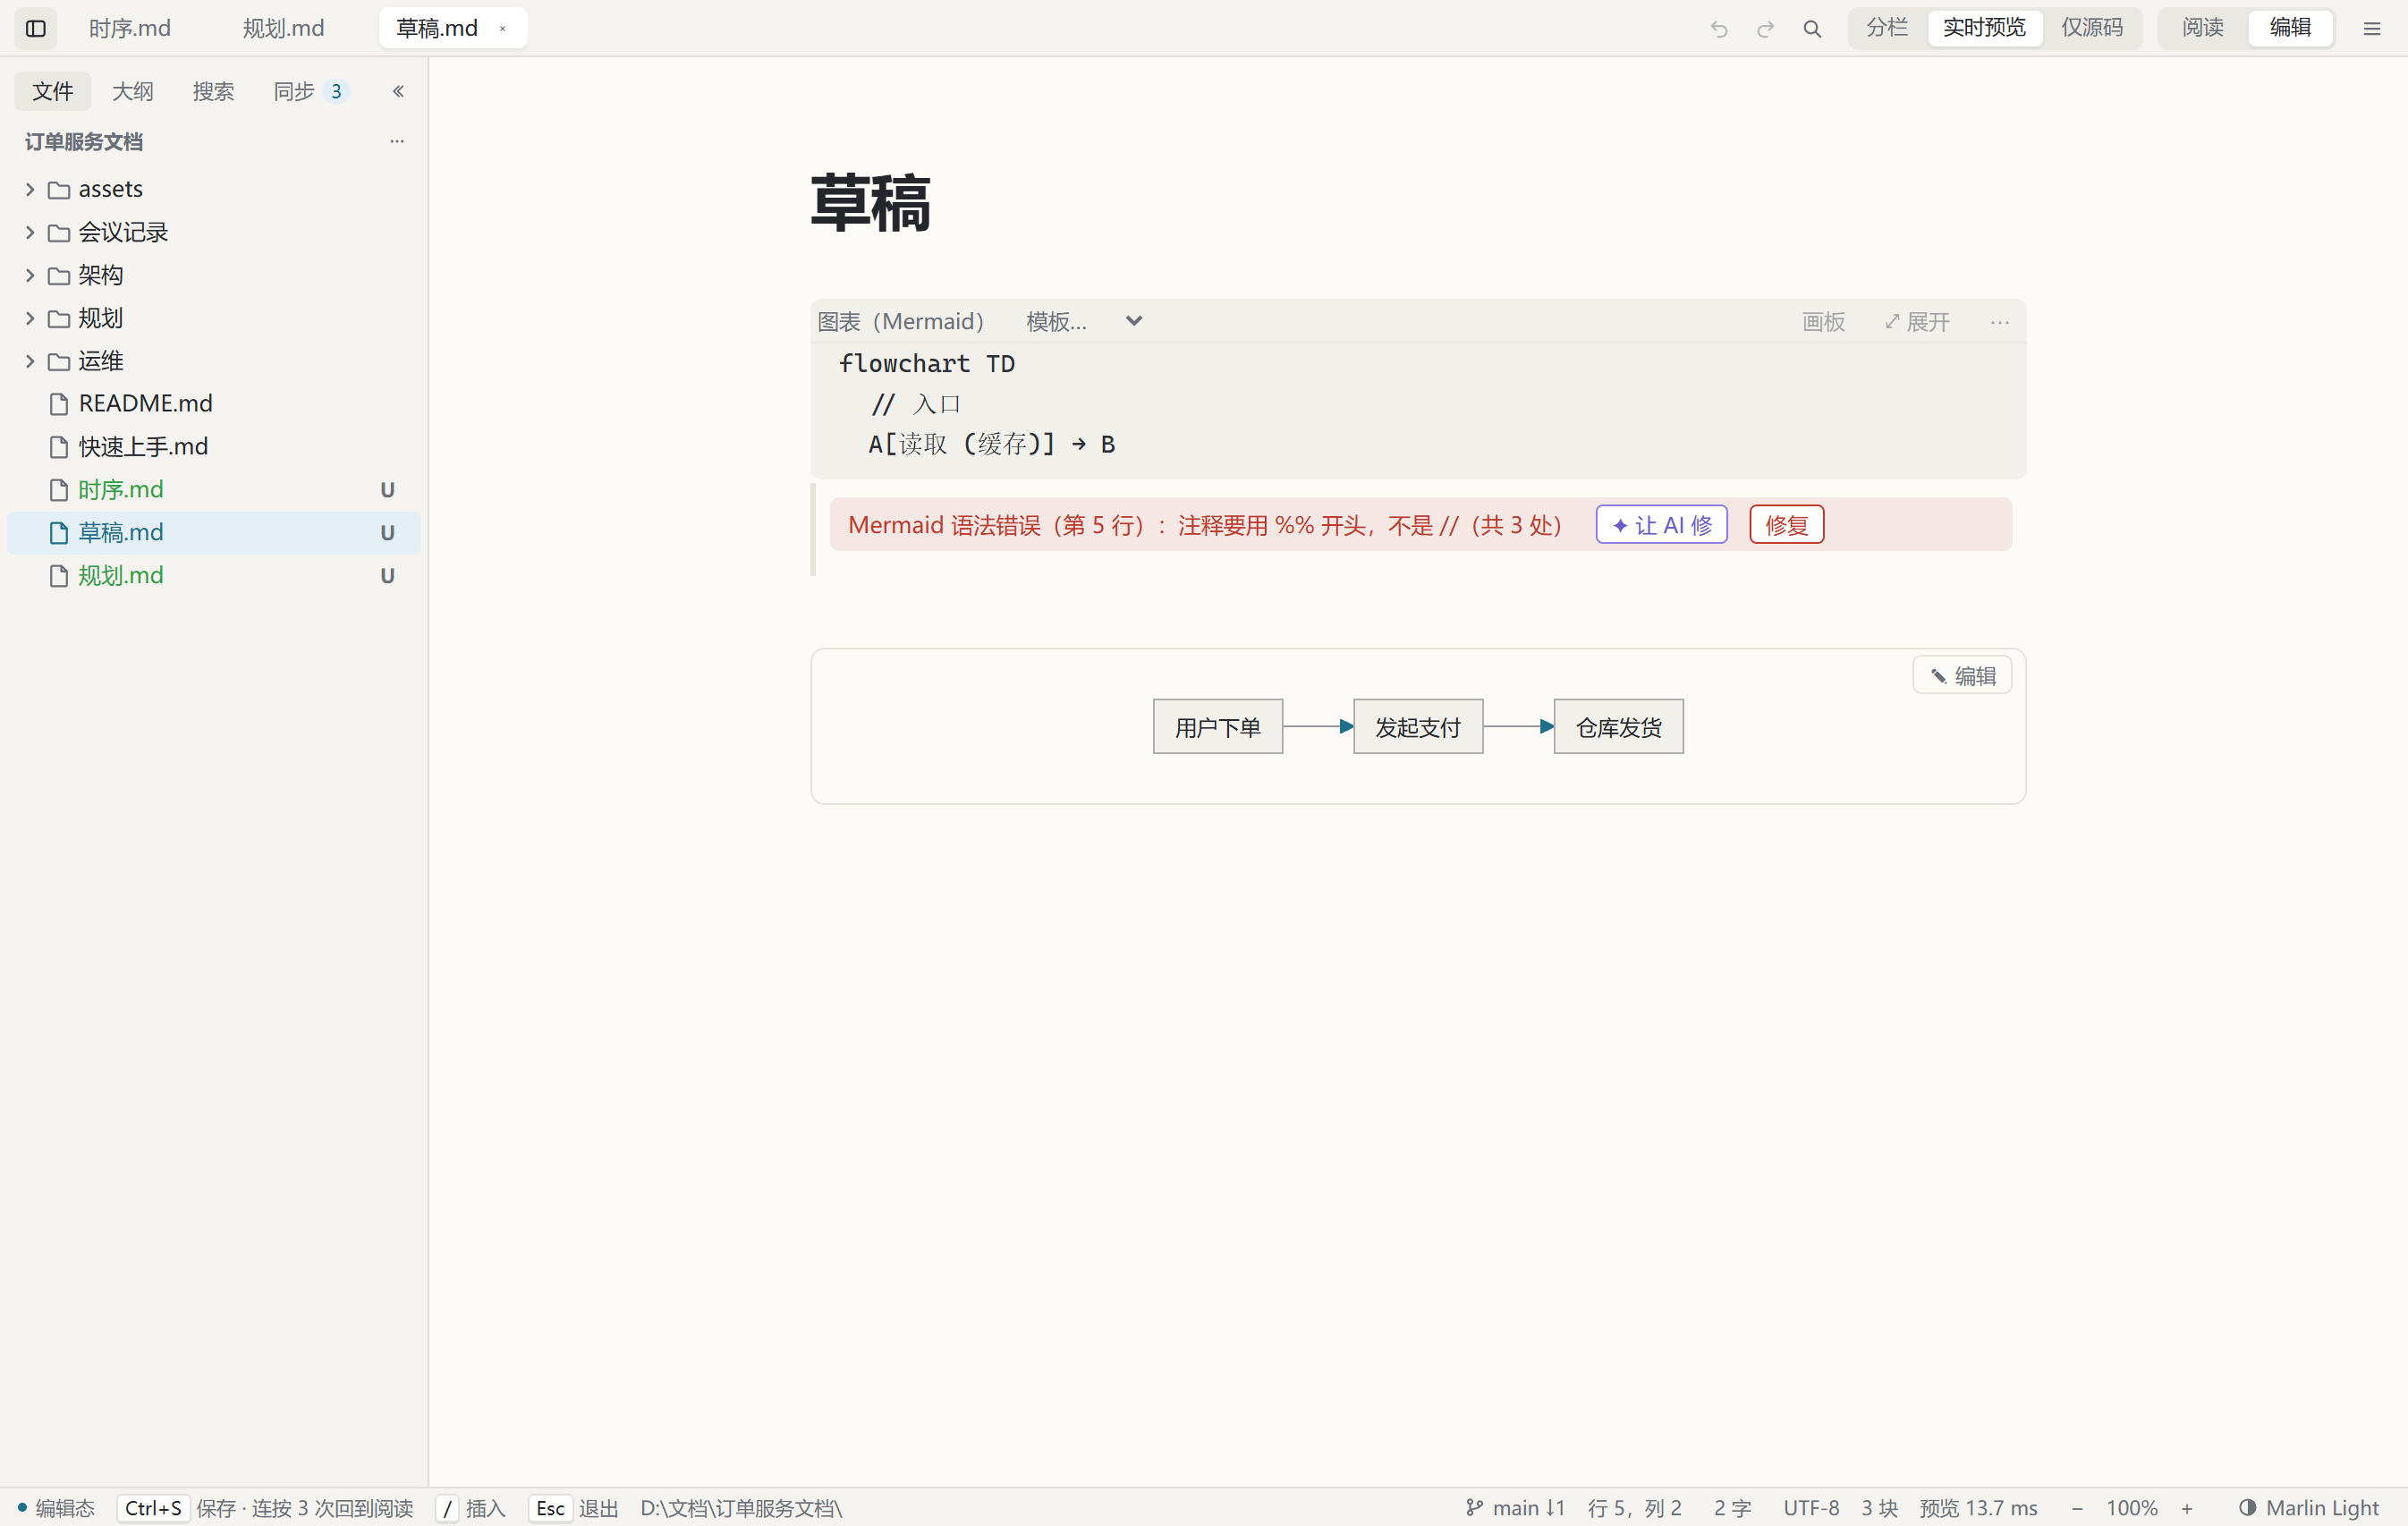 时序.md 规划.md 草稿.md × 分栏 实时预览 仅源码 阅读 编辑
文件 大纲 搜索 同步 3 «
订单服务文档 ···
assets
会议记录
架构
规划
运维
README.md
快速上手.md
时序.md U
草稿.md U
规划.md U
草稿
图表（Mermaid） 模板... 画板 展开 ···
flowchart TD
// 入口
A[读取 (缓存)] → B
Mermaid 语法错误（第 5 行）：注释要用 %% 开头，不是 //（共 3 处） ✦ 让 AI 修 修复
编辑
用户下单 发起支付 仓库发货
编辑态 Ctrl+S 保存 · 连按 3 次回到阅读 / 插入 Esc 退出 D:\文档\订单服务文档\ main ↓1 行 5，列 2 2 字 UTF-8 3 块 预览 13.7 ms − 100% + Marlin Light